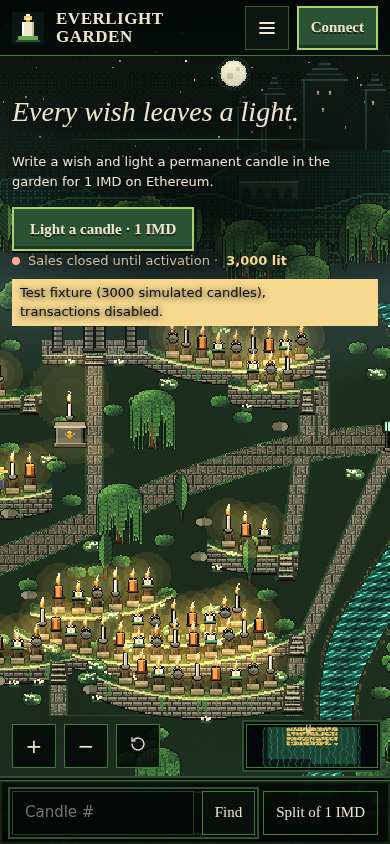 EVERLIGHT
GARDEN
Connect
Every wish leaves a light.
Write a wish and light a permanent candle in the
garden for 1 IMD on Ethereum.
Light a candle · 1 IMD
Sales closed until activation · 3,000 lit
Test fixture (3000 simulated candles),
transactions disabled.
+
−
Candle #
Find
Split of 1 IMD